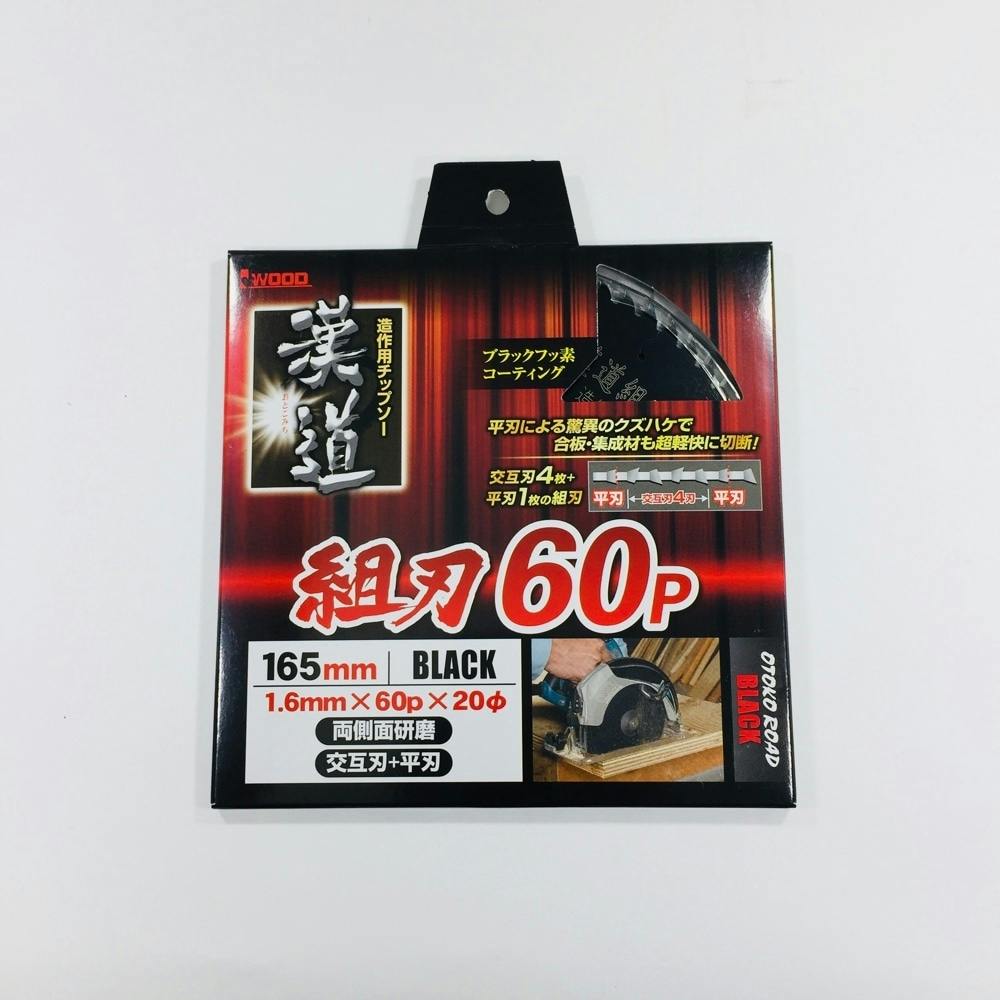 WOOD
造作用チップソー
漢道
おとこみち
ブラックフッ素
コーティング
平刃による驚異のクズハケで
合板・集成材も超軽快に切断!
交互刃4枚+
平刃1枚の組刃
平刃 交互刃4刃 平刃
組刃 60P
165mm BLACK
1.6mm×60p×20φ
両側面研磨
交互刃+平刃
OTOKO ROAD
BLACK